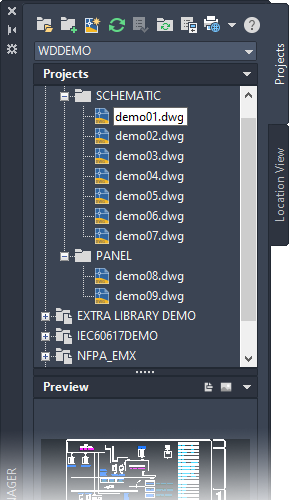 WDDEMO
Projects
SCHEMATIC
demo01.dwg
demo02.dwg
demo03.dwg
demo04.dwg
demo05.dwg
demo06.dwg
demo07.dwg
PANEL
demo08.dwg
demo09.dwg
EXTRA LIBRARY DEMO
IEC60617DEMO
NFPA_EMX
Preview
Projects
Location View
NAGER